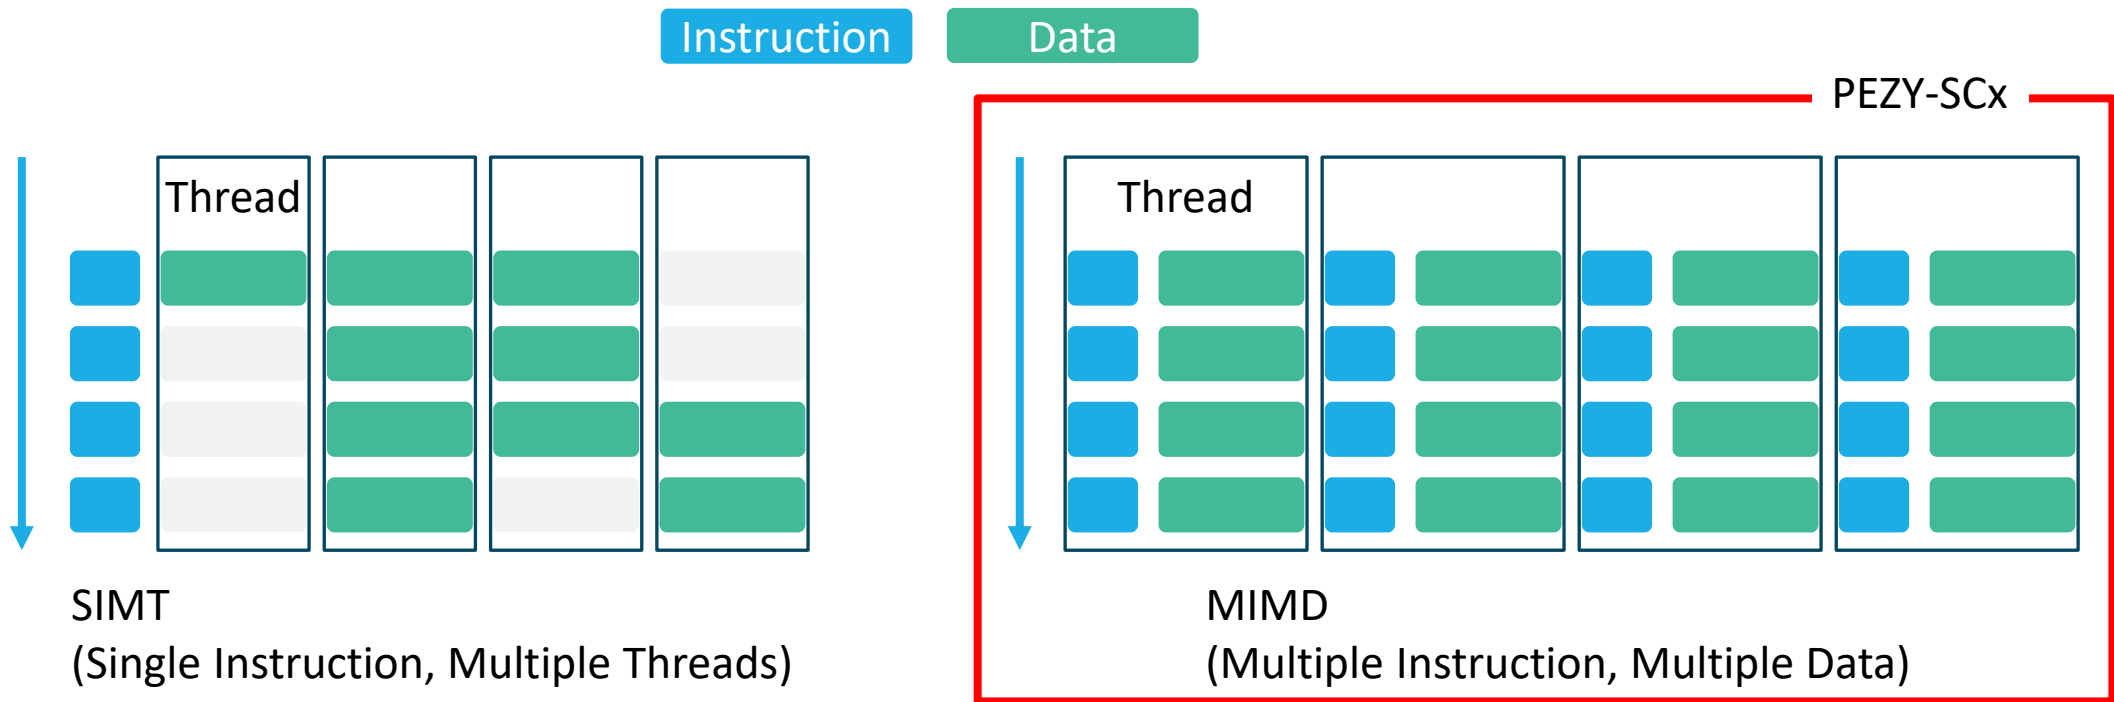 Instruction
Data
PEZY-SCx
Thread
Thread
SIMT
(Single Instruction, Multiple Threads)
MIMD
(Multiple Instruction, Multiple Data)